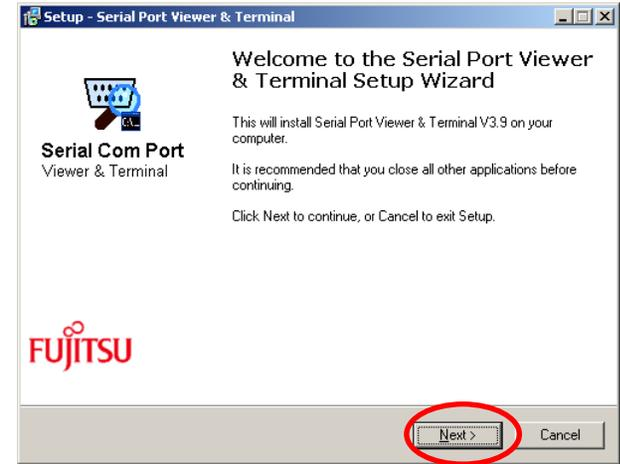 Setup - Serial Port Viewer & Terminal
Welcome to the Serial Port Viewer
& Terminal Setup Wizard
This will install Serial Port Viewer & Terminal V3.9 on your
computer.
It is recommended that you close all other applications before
continuing.
Click Next to continue, or Cancel to exit Setup.
C:\_
Serial Com Port
Viewer & Terminal
FUJITSU
Next >
Cancel